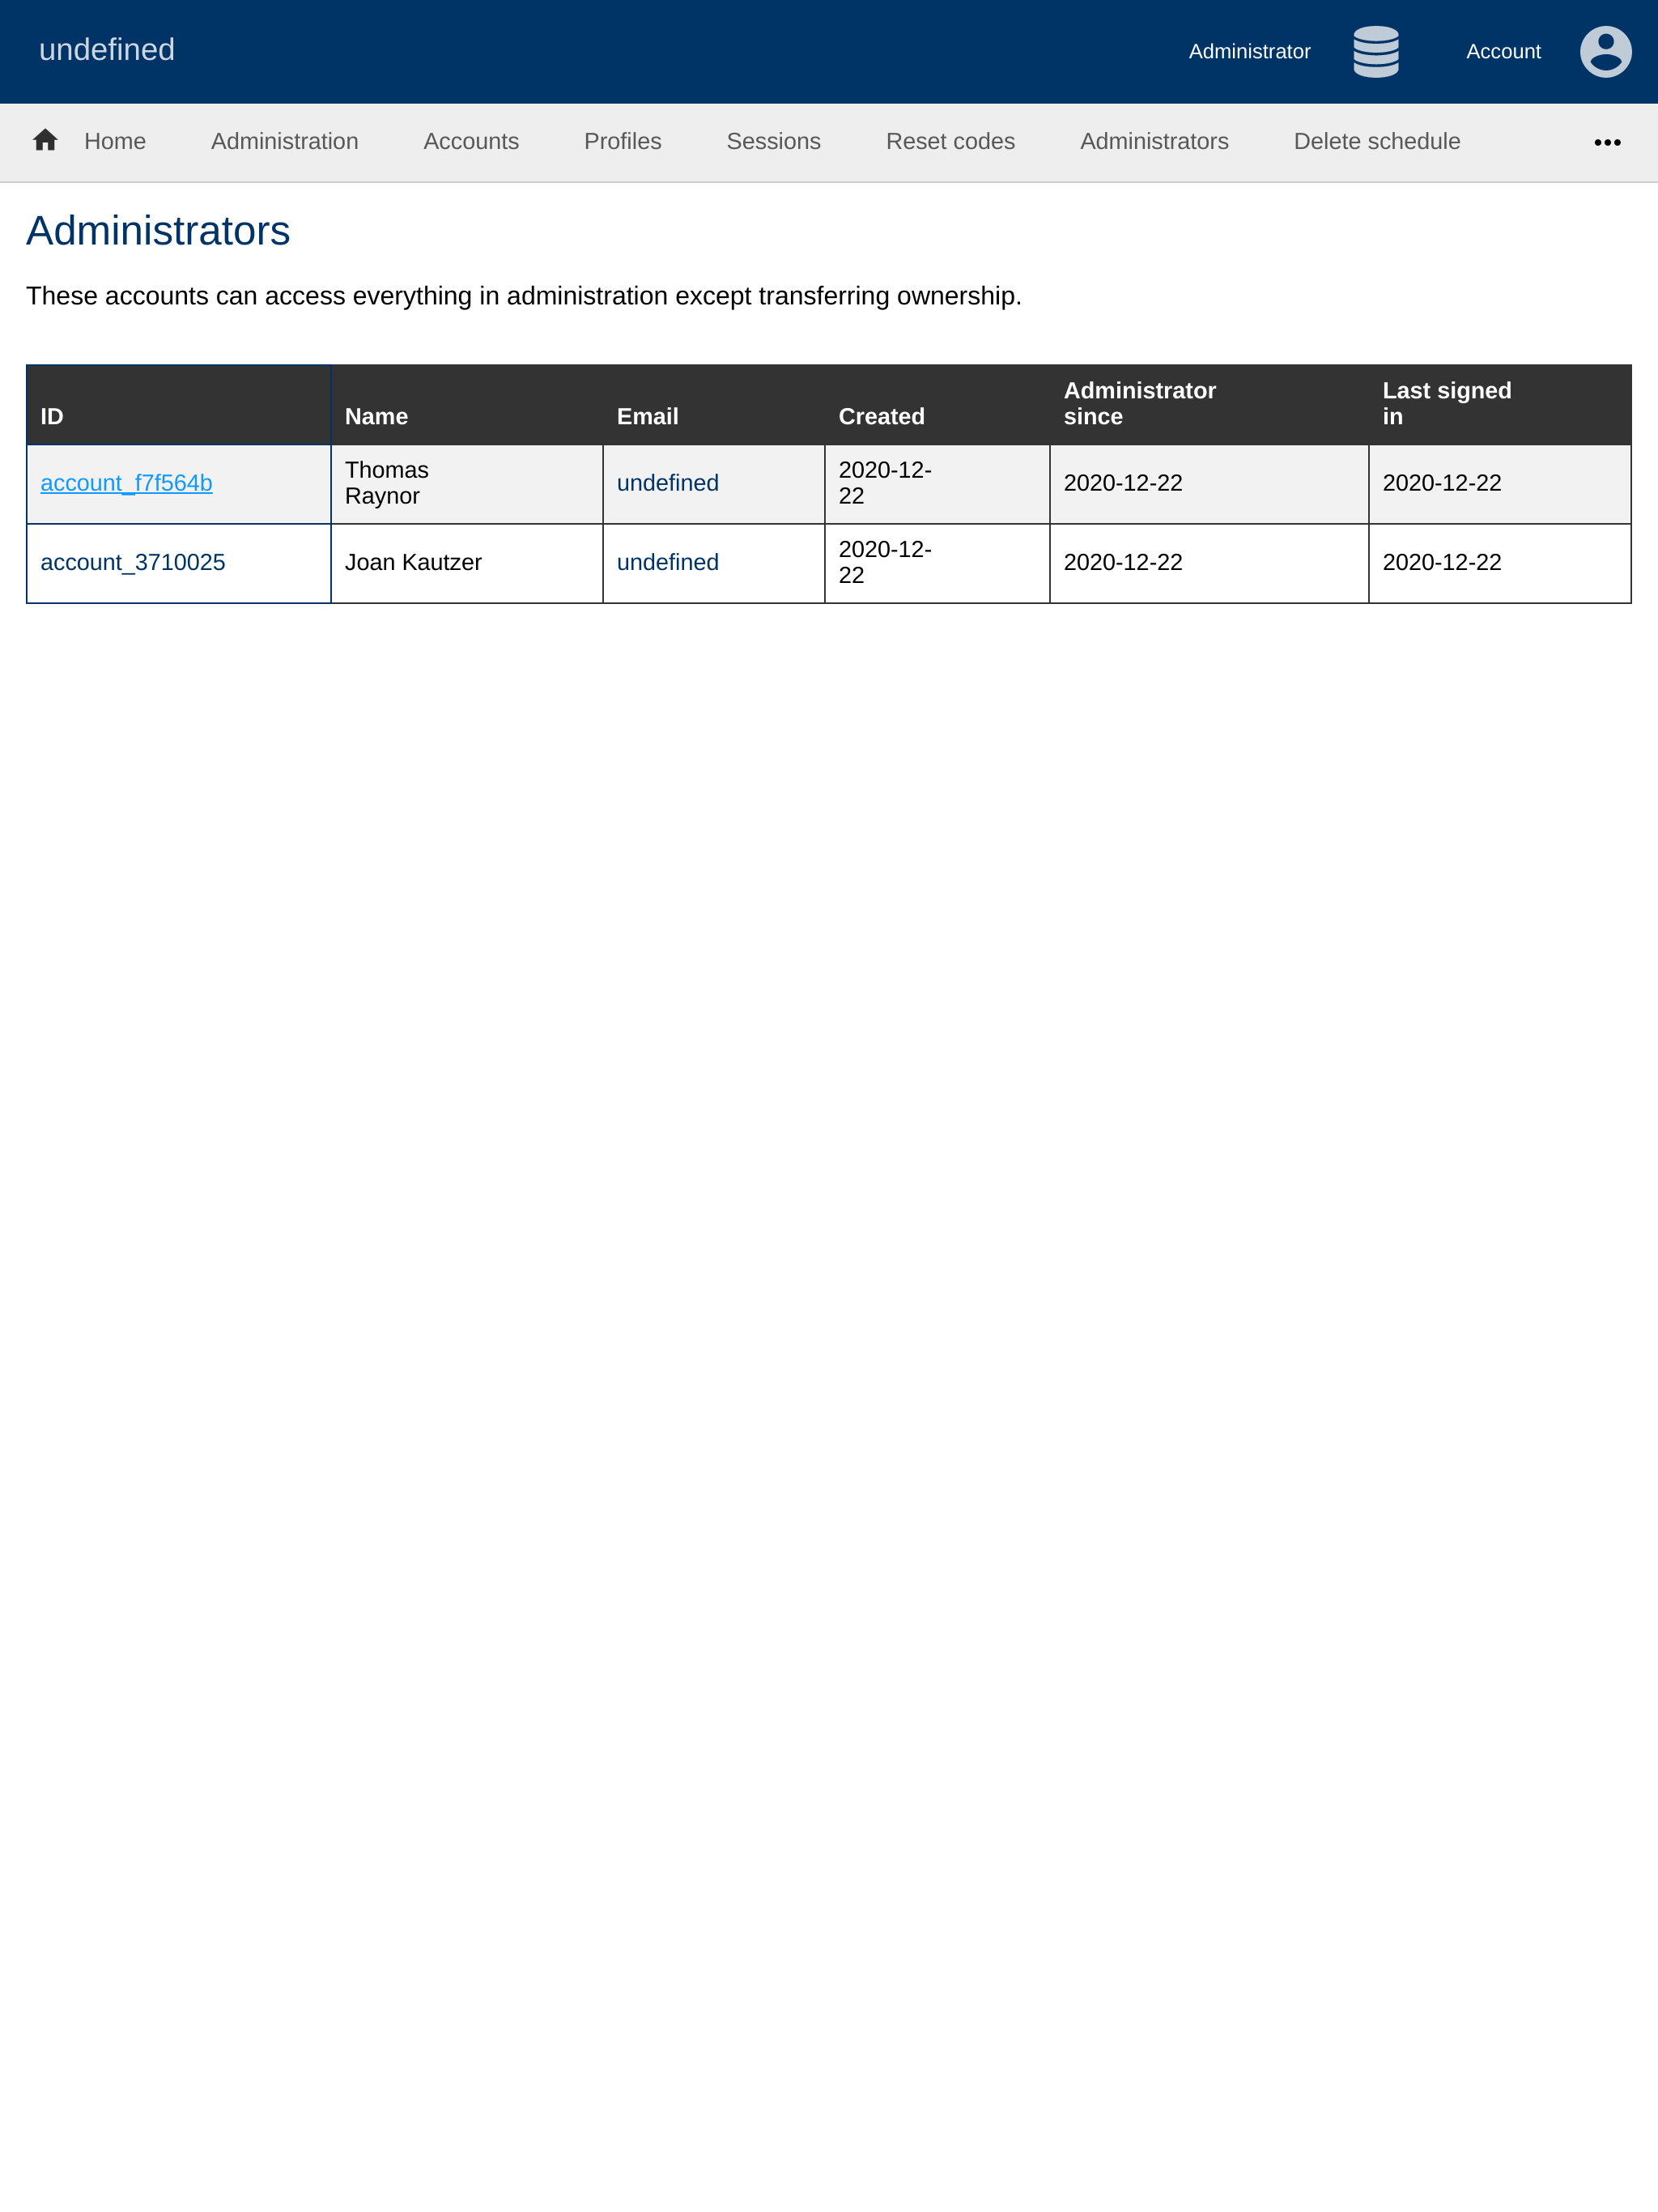 undefined
Administrator
Account
Home Administration Accounts Profiles Sessions Reset codes Administrators Delete schedule
Administrators
These accounts can access everything in administration except transferring ownership.
ID Name Email Created Administrator since Last signed in
account_f7f564b Thomas Raynor undefined 2020-12-22 2020-12-22 2020-12-22
account_3710025 Joan Kautzer undefined 2020-12-22 2020-12-22 2020-12-22